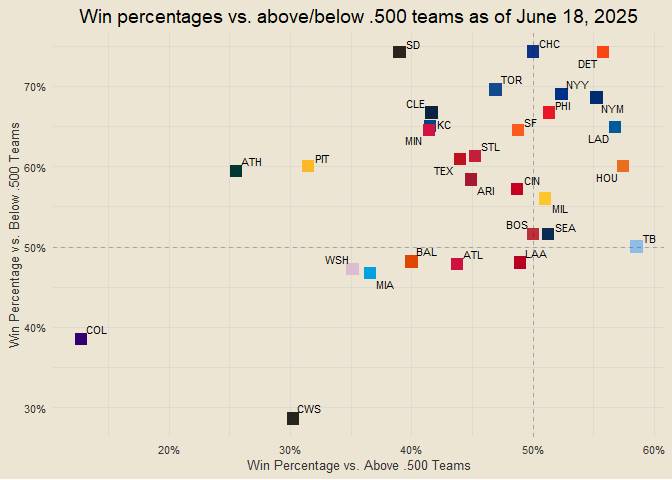 Win percentages vs. above/below .500 teams as of June 18, 2025
SD
CHC
DET
70%
TOR
NYY
CLE
PHI
NYM
KC
SF
MIN
LAD
STL
60%
ATH
PIT
TEX
HOU
ARI
CIN
MIL
BOS
SEA
TB
50%
WSH
BAL
ATL
LAA
MIA
40%
COL
30%
CWS
20%
30%
40%
50%
60%
Win Percentage vs. Above .500 Teams
Win Percentage vs. Below .500 Teams